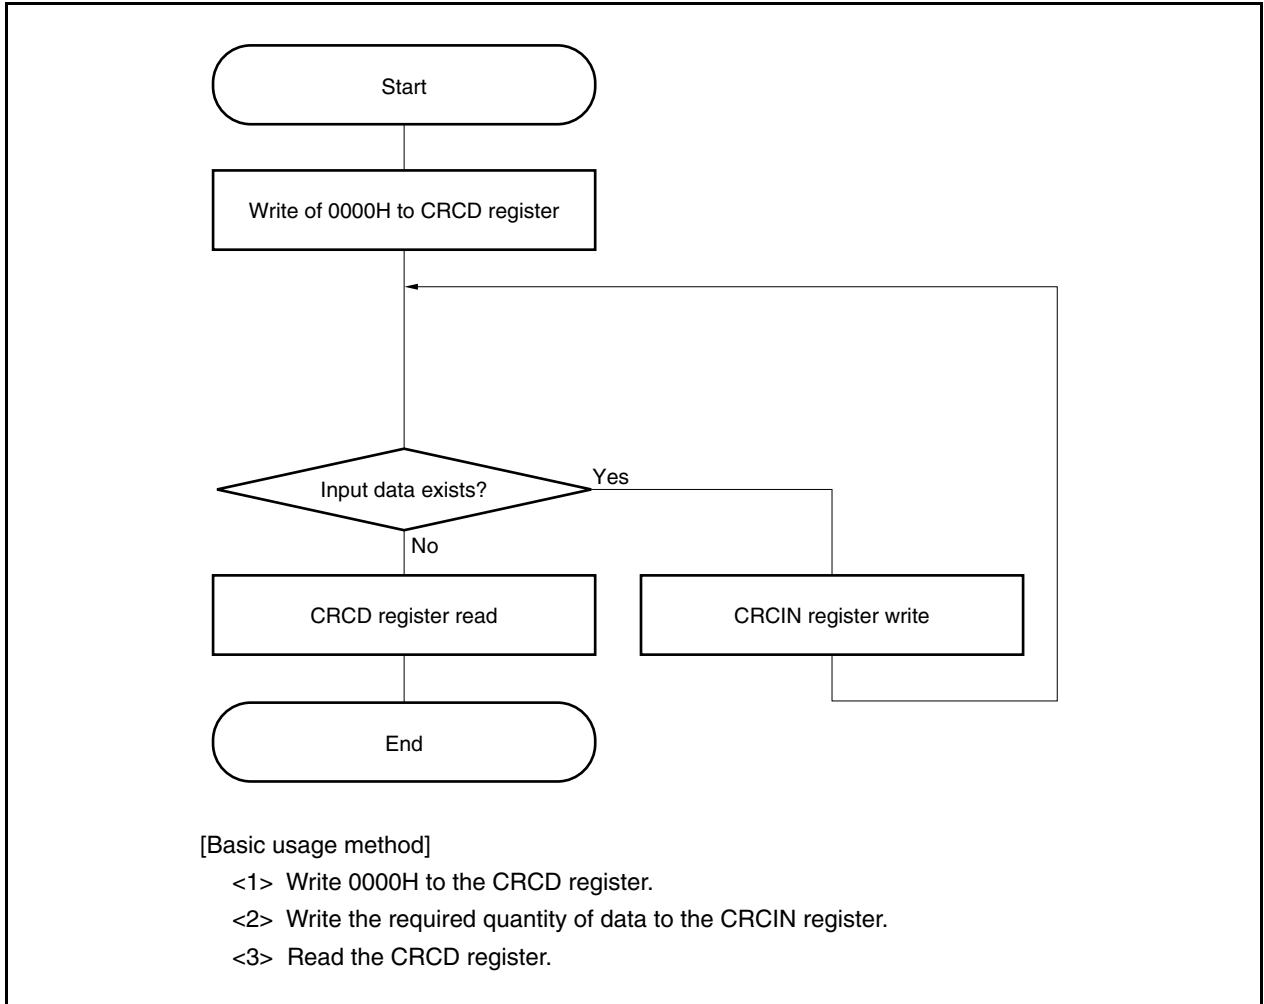 Start
Write of 0000H to CRCD register
Input data exists?
Yes
No
CRCD register read
CRCIN register write
End
[Basic usage method]
<1> Write 0000H to the CRCD register.
<2> Write the required quantity of data to the CRCIN register.
<3> Read the CRCD register.